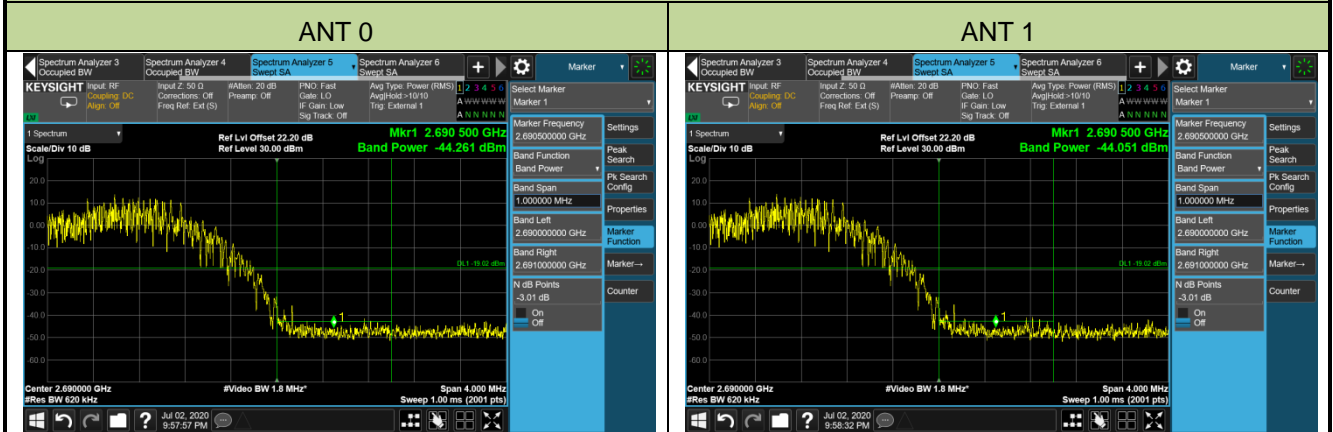 ANT 0
Spectrum Analyzer 3 Occupied BW
Spectrum Analyzer 4 Occupied BW
Spectrum Analyzer 5 Swept SA
Spectrum Analyzer 6 Swept SA
+
Marker
KEYSIGHT
Input: RF
Coupling: DC
Align: Off
Input Z: 50 Ω
Corrections: Off
Freq Ref: Ext (S)
#Atten: 20 dB
Preamp: Off
PNO: Fast
Gate: LO
IF Gain: Low
Sig Track: Off
Avg Type: Power (RMS)
Avg|Hold:>10/10
Trig: External 1
1 2 3 4 5 6
A W W W W W
A N N N N N
LXI
1 Spectrum
Scale/Div 10 dB
Log
Ref Lvl Offset 22.20 dB
Ref Level 30.00 dBm
Mkr1 2.690 500 GHz
Band Power -44.261 dBm
20.0
10.0
0.00
-10.0
-20.0
-30.0
-40.0
-50.0
-60.0
DL1 -19.02 dBm
1
Center 2.690000 GHz
#Res BW 620 kHz
#Video BW 1.8 MHz*
Span 4.000 MHz
Sweep 1.00 ms (2001 pts)
Select Marker
Marker 1
Marker Frequency
2.690500000 GHz
Band Function
Band Power
Band Span
1.000000 MHz
Band Left
2.690000000 GHz
Band Right
2.691000000 GHz
N dB Points
-3.01 dB
On
Off
Settings
Peak Search
Pk Search Config
Properties
Marker Function
Marker→
Counter
?
Jul 02, 2020
9:57:57 PM
ANT 1
Spectrum Analyzer 3 Occupied BW
Spectrum Analyzer 4 Occupied BW
Spectrum Analyzer 5 Swept SA
Spectrum Analyzer 6 Swept SA
+
Marker
KEYSIGHT
Input: RF
Coupling: DC
Align: Off
Input Z: 50 Ω
Corrections: Off
Freq Ref: Ext (S)
#Atten: 20 dB
Preamp: Off
PNO: Fast
Gate: LO
IF Gain: Low
Sig Track: Off
Avg Type: Power (RMS)
Avg|Hold:>10/10
Trig: External 1
1 2 3 4 5 6
A W W W W W
A N N N N N
LXI
1 Spectrum
Scale/Div 10 dB
Log
Ref Lvl Offset 22.20 dB
Ref Level 30.00 dBm
Mkr1 2.690 500 GHz
Band Power -44.051 dBm
20.0
10.0
0.00
-10.0
-20.0
-30.0
-40.0
-50.0
-60.0
DL1 -19.02 dBm
1
Center 2.690000 GHz
#Res BW 620 kHz
#Video BW 1.8 MHz*
Span 4.000 MHz
Sweep 1.00 ms (2001 pts)
Select Marker
Marker 1
Marker Frequency
2.690500000 GHz
Band Function
Band Power
Band Span
1.000000 MHz
Band Left
2.690000000 GHz
Band Right
2.691000000 GHz
N dB Points
-3.01 dB
On
Off
Settings
Peak Search
Pk Search Config
Properties
Marker Function
Marker→
Counter
?
Jul 02, 2020
9:58:32 PM